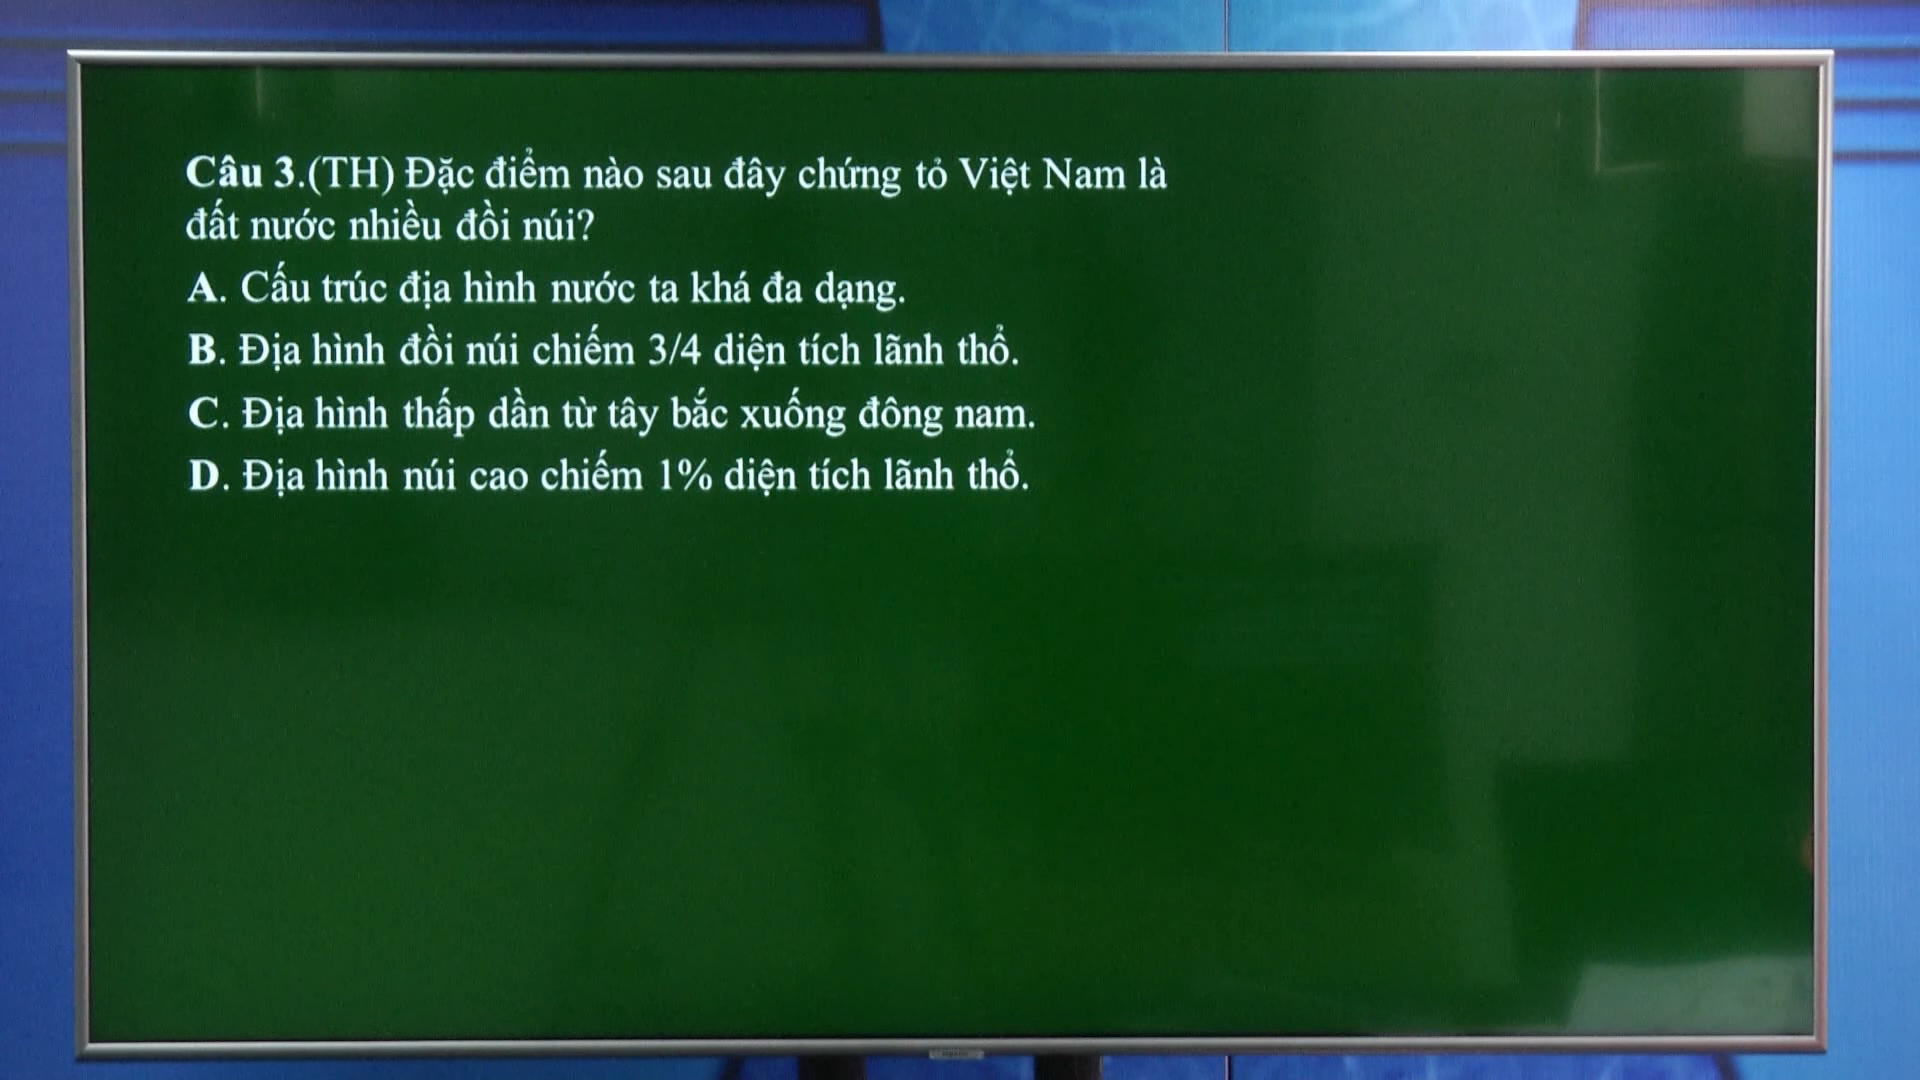 Câu 3.(TH) Đặc điểm nào sau đây chứng tỏ Việt Nam là
đất nước nhiều đồi núi?
A. Cấu trúc địa hình nước ta khá đa dạng.
B. Địa hình đồi núi chiếm 3/4 diện tích lãnh thổ.
C. Địa hình thấp dần từ tây bắc xuống đông nam.
D. Địa hình núi cao chiếm 1% diện tích lãnh thổ.